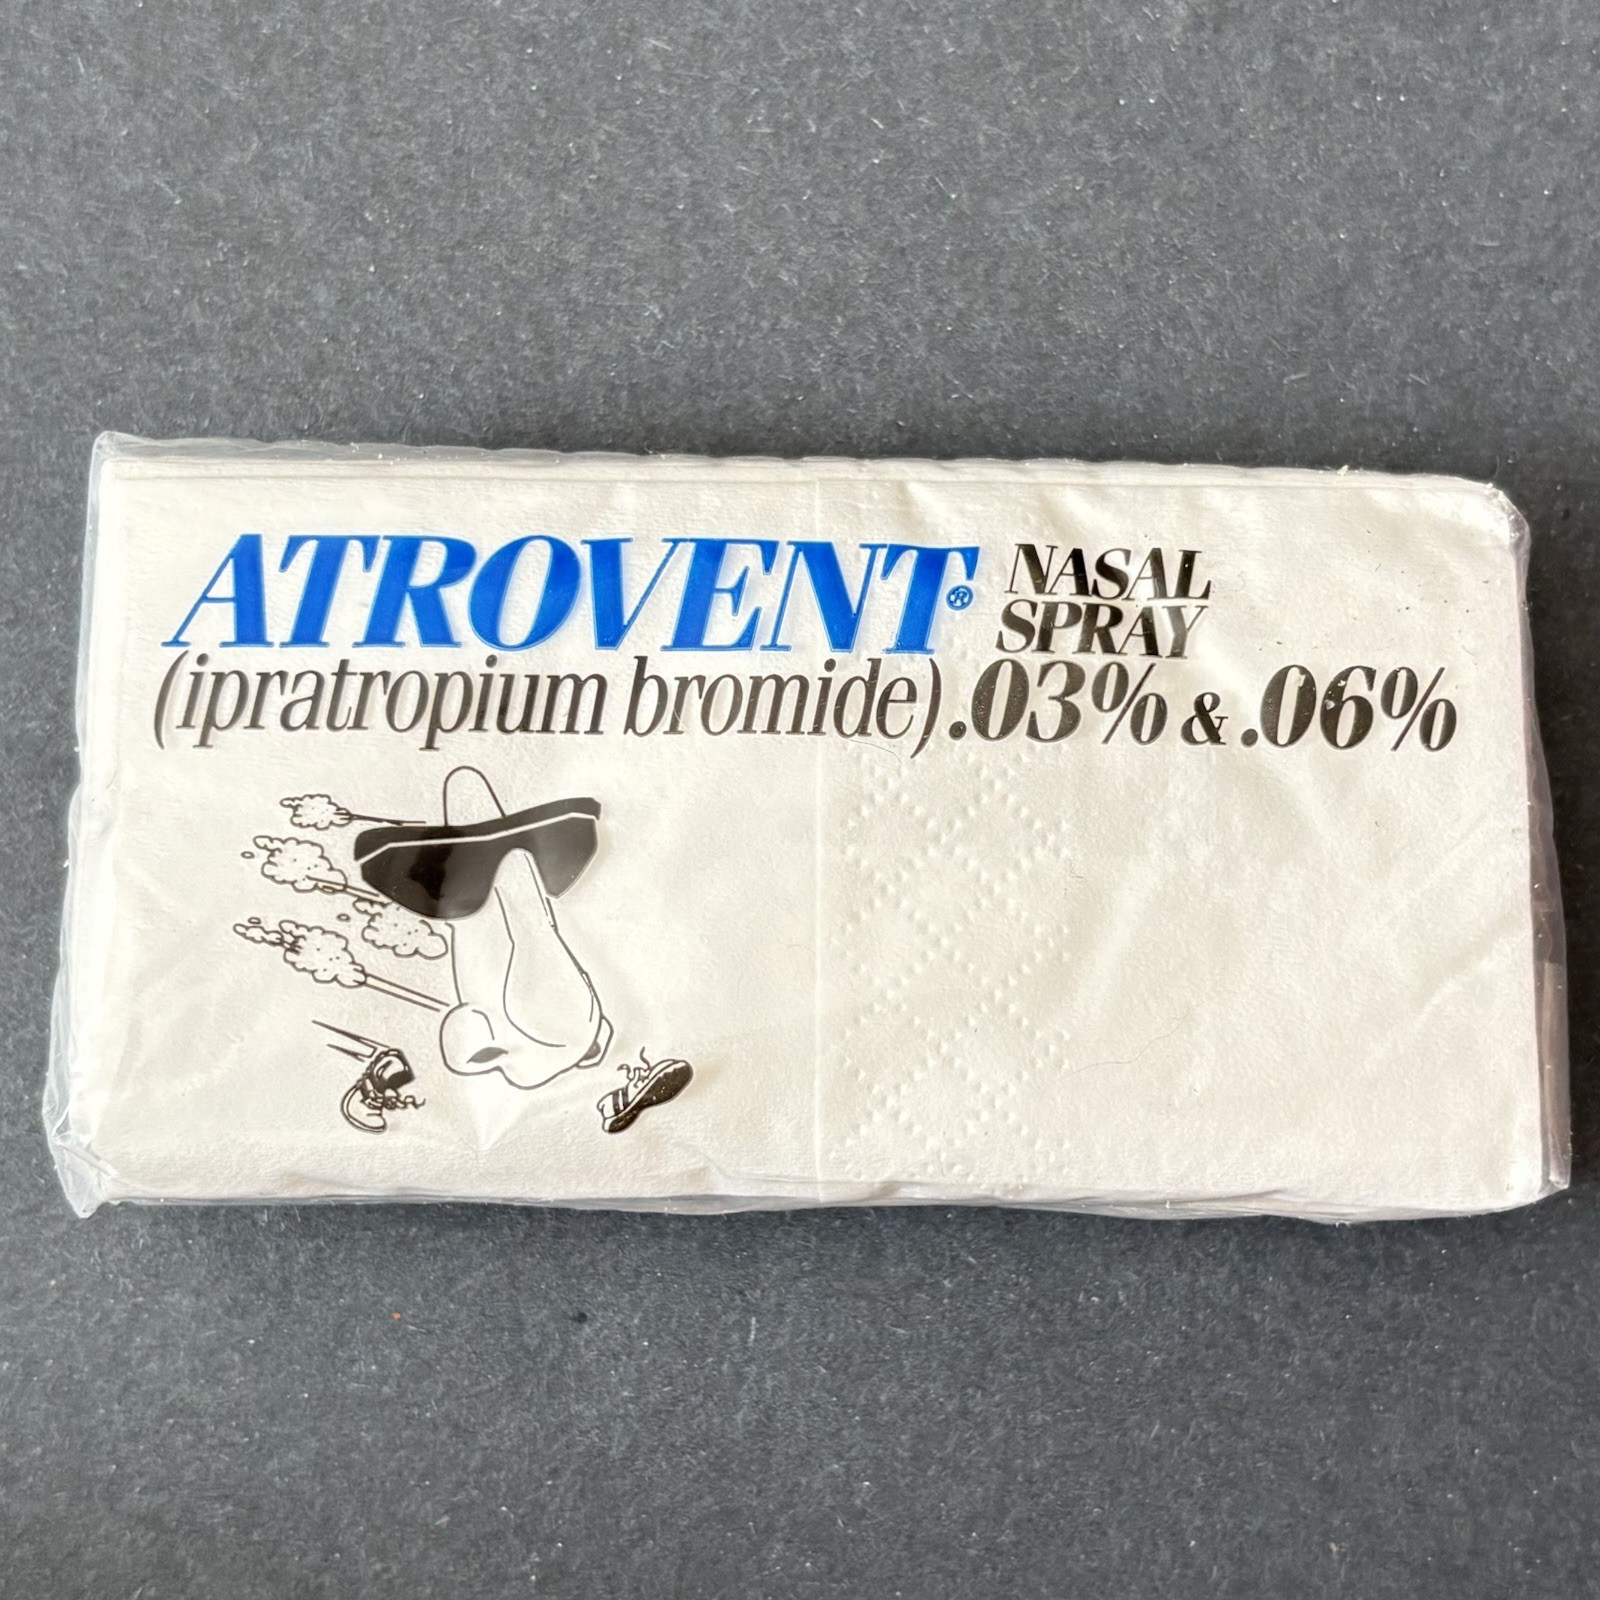 ATROVENT® NASAL SPRAY
(ipratropium bromide) .03% & .06%